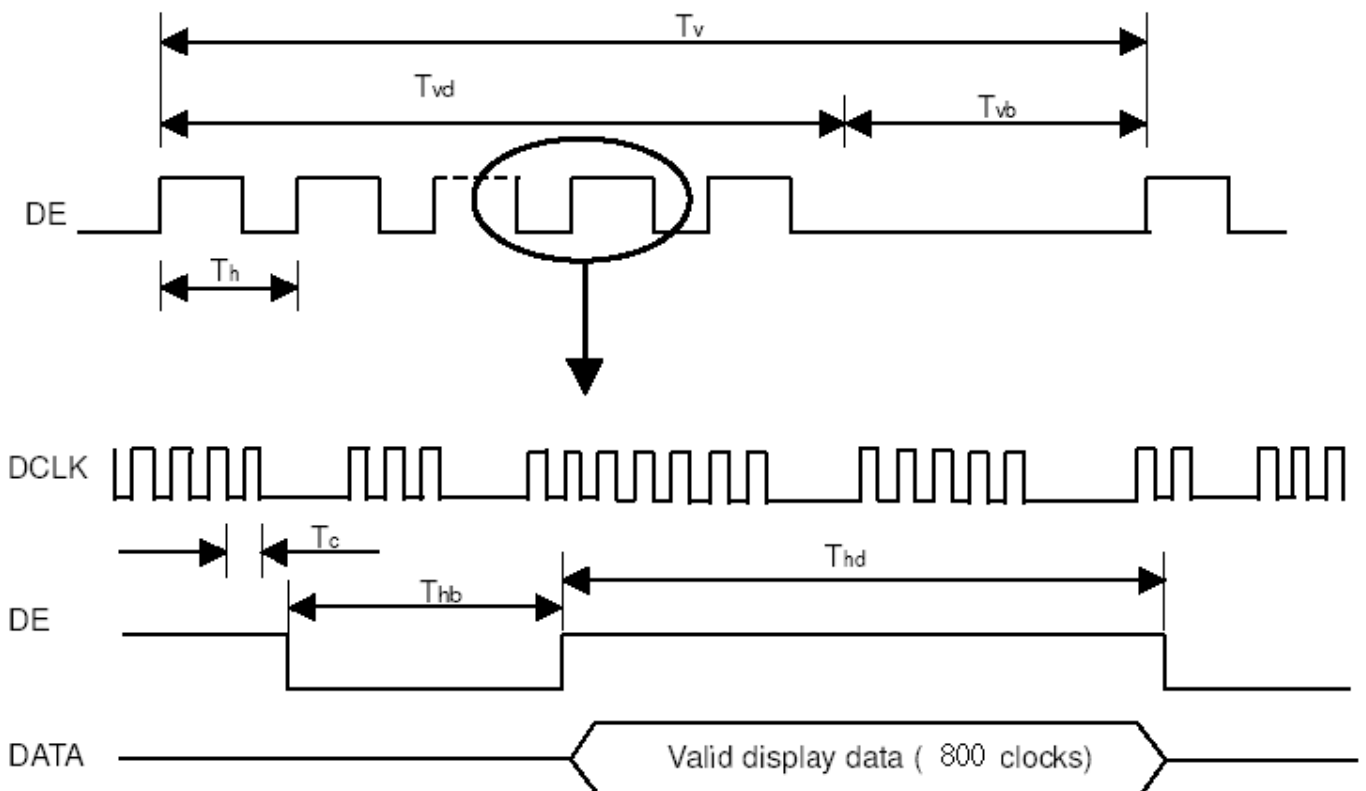 Tv
Tvd
Tvb
DE
Th
DCLK
Tc
Thd
Thb
DE
DATA
Valid display data ( 800 clocks)